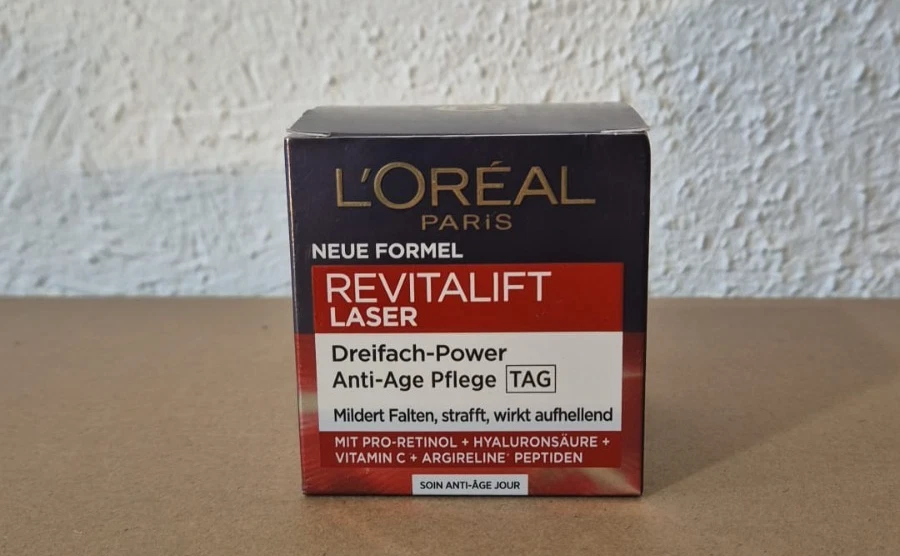 L'ORÉAL
PARiS
NEUE FORMEL
REVITALIFT
LASER
Dreifach-Power
Anti-Age Pflege TAG
Mildert Falten, strafft, wirkt aufhellend
MIT PRO-RETINOL + HYALURONSÄURE +
VITAMIN C + ARGIRELINE* PEPTIDEN
SOIN ANTI-ÂGE JOUR